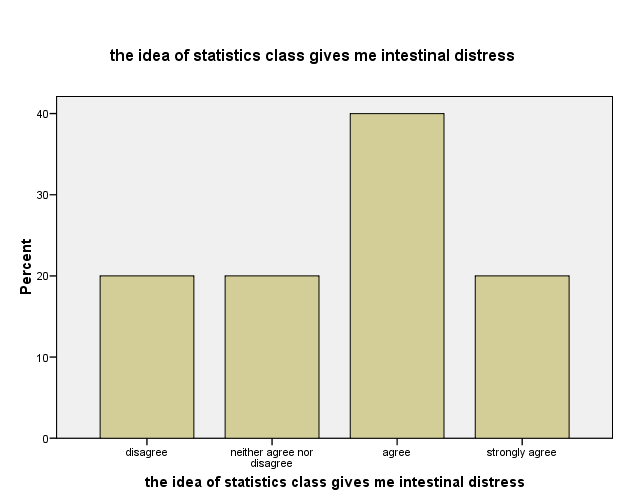 the idea of statistics class gives me intestinal distress
Percent
40
30
20
10
0
disagree
neither agree nor
disagree
agree
strongly agree
the idea of statistics class gives me intestinal distress